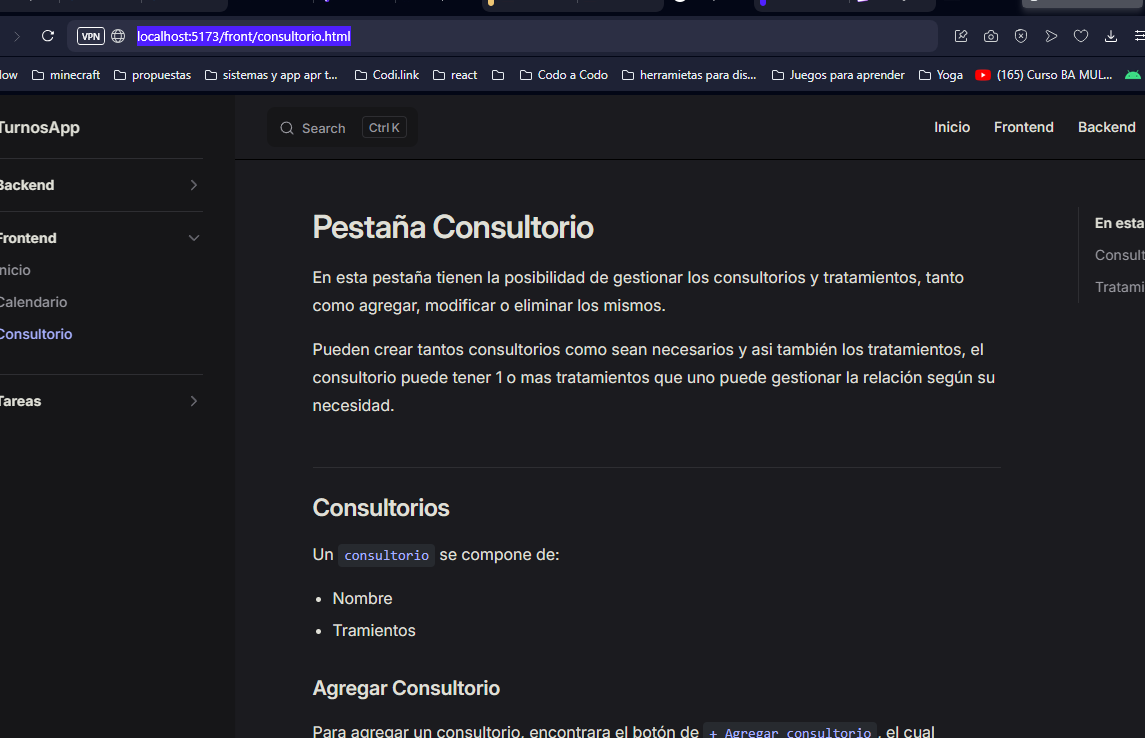 VPN localhost:5173/front/consultorio.html
low minecraft propuestas sistemas y app apr t... Codi.link react Codo a Codo herramietas para dis... Juegos para aprender Yoga (165) Curso BA MUL...
TurnosApp
Search Ctrl K
Inicio Frontend Backend
Backend
Frontend
nicio
Calendario
Consultorio
Tareas
Pestaña Consultorio
En esta pestaña tienen la posibilidad de gestionar los consultorios y tratamientos, tanto
como agregar, modificar o eliminar los mismos.
Pueden crear tantos consultorios como sean necesarios y asi también los tratamientos, el
consultorio puede tener 1 o mas tratamientos que uno puede gestionar la relación según su
necesidad.
Consultorios
Un consultorio se compone de:
Nombre
Tramientos
Agregar Consultorio
Para agregar un consultorio, encontrara el botón de + Agregar consultorio , el cual
En esta
Consult
Tratami